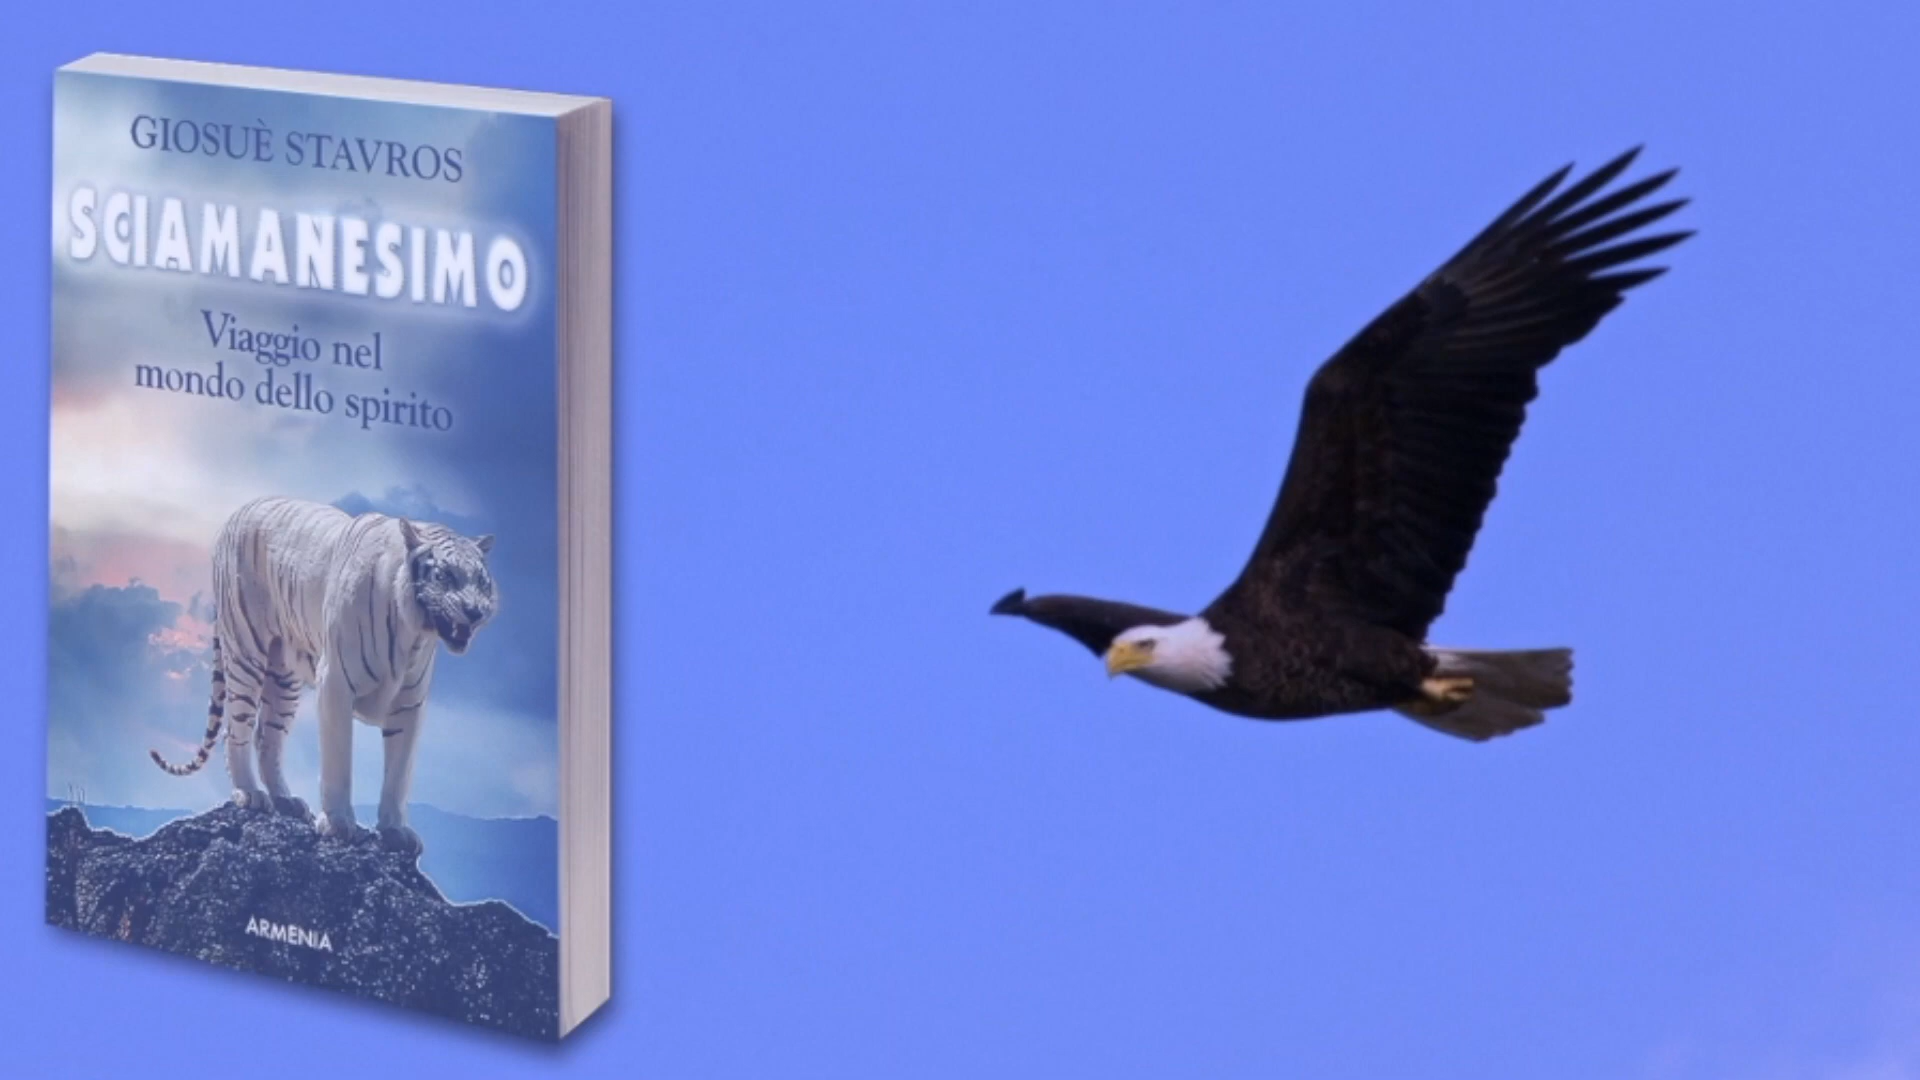 GIOSUÈ STAVROS
SCIAMANESIMO
Viaggio nel
mondo dello spirito
ARMENIA